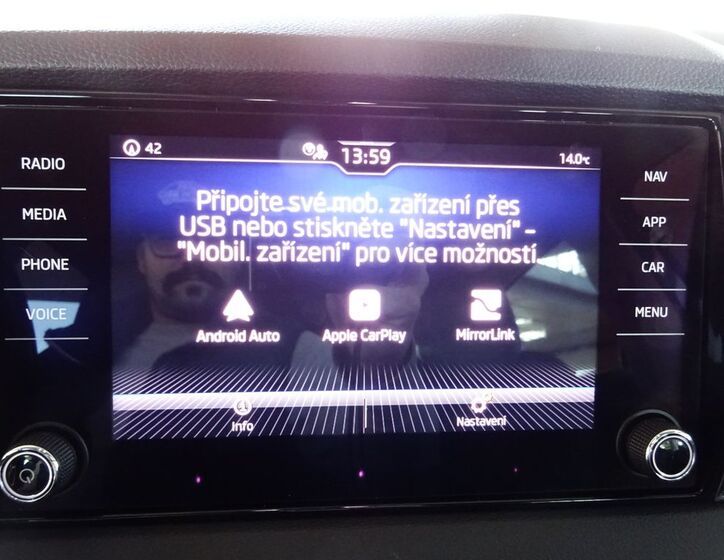 RADIO
MEDIA
PHONE
VOICE
42
13:59
14.0°C
Připojte své mob. zařízení přes
USB nebo stiskněte "Nastavení" -
"Mobil. zařízení" pro více možností.
Android Auto
Apple CarPlay
MirrorLink
Info
Nastavení
NAV
APP
CAR
MENU